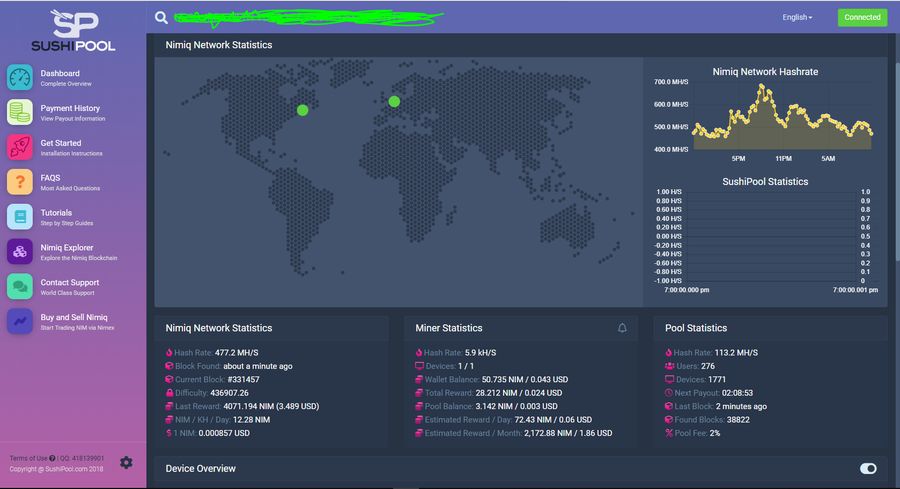 SP
SUSHIPOOL
English
Connected
Dashboard
Complete Overview
Payment History
View Payout Information
Get Started
Installation Instructions
FAQS
Most Asked Questions
Tutorials
Step by Step Guides
Nimiq Explorer
Explore the Nimiq Blockchain
Contact Support
World Class Support
Buy and Sell Nimiq
Start Trading NIM via Nimex
Terms of Use | QQ: 418139901
Copyright @ SushiPool.com 2018
Nimiq Network Statistics
Nimiq Network Hashrate
700.0 MH/S
600.0 MH/S
500.0 MH/S
400.0 MH/S
5PM 11PM 5AM
SushiPool Statistics
1.00 H/S 1.0
0.80 H/S 0.9
0.60 H/S 0.8
0.40 H/S 0.7
0.20 H/S 0.6
0.00 H/S 0.5
-0.20 H/S 0.4
-0.40 H/S 0.3
-0.60 H/S 0.2
-0.80 H/S 0.1
-1.00 H/S 0
7:00:00.000 pm 7:00:00.001 pm
Nimiq Network Statistics
Hash Rate: 477.2 MH/S
Block Found: about a minute ago
Current Block: #331457
Difficulty: 436907.26
Last Reward: 4071.194 NIM (3.489 USD)
NIM / KH / Day: 12.28 NIM
1 NIM: 0.000857 USD
Miner Statistics
Hash Rate: 5.9 kH/S
Devices: 1 / 1
Wallet Balance: 50.735 NIM / 0.043 USD
Total Reward: 28.212 NIM / 0.024 USD
Pool Balance: 3.142 NIM / 0.003 USD
Estimated Reward / Day: 72.43 NIM / 0.06 USD
Estimated Reward / Month: 2,172.88 NIM / 1.86 USD
Pool Statistics
Hash Rate: 113.2 MH/S
Users: 276
Devices: 1771
Next Payout: 02:08:53
Last Block: 2 minutes ago
Found Blocks: 38822
Pool Fee: 2%
Device Overview